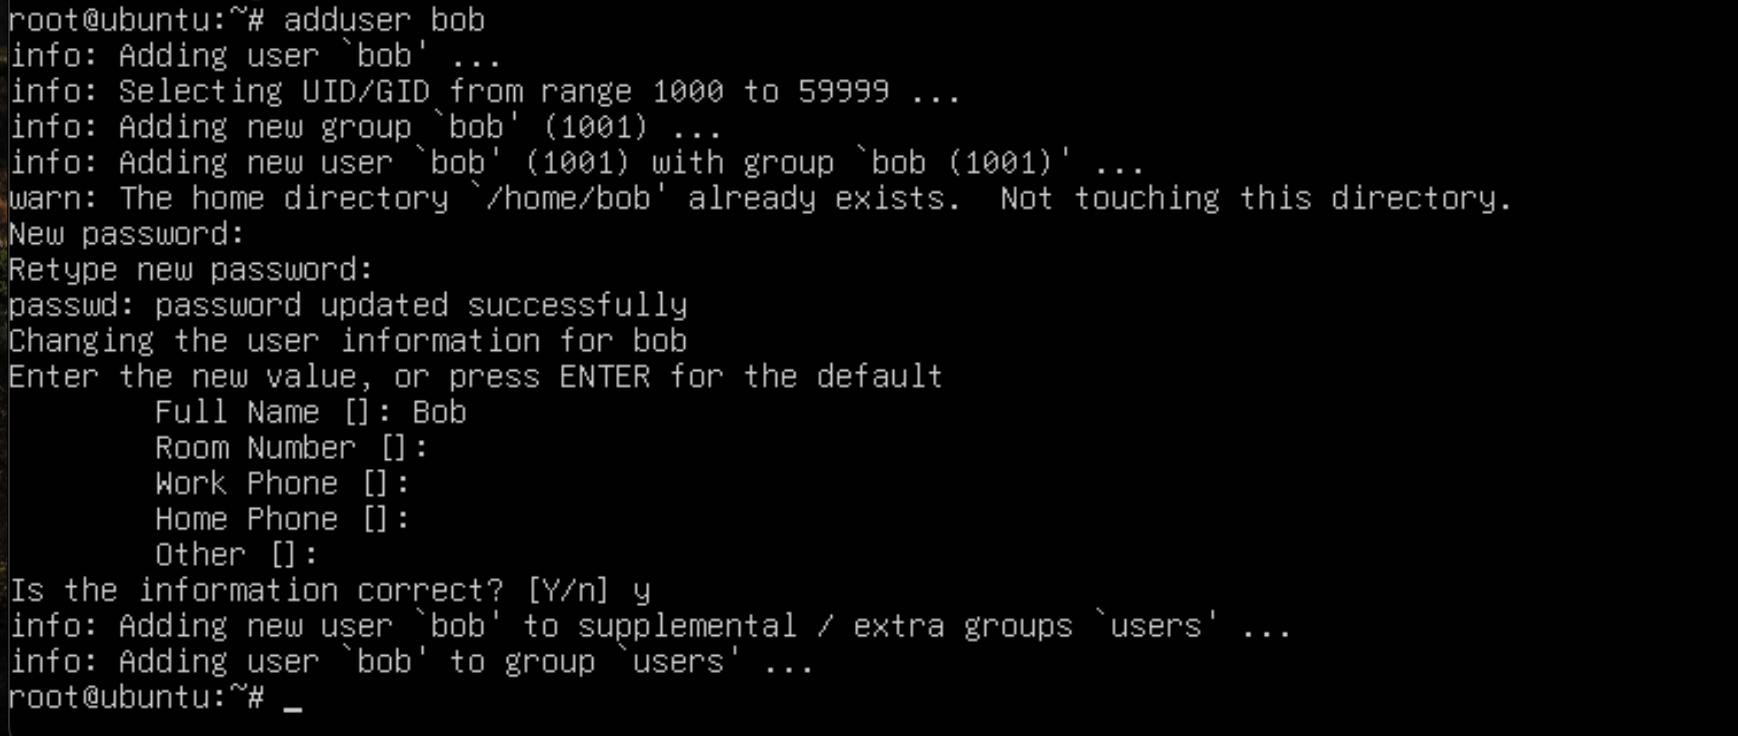 root@ubuntu:~# adduser bob
info: Adding user `bob' ...
info: Selecting UID/GID from range 1000 to 59999 ...
info: Adding new group `bob' (1001) ...
info: Adding new user `bob' (1001) with group `bob (1001)' ...
warn: The home directory `/home/bob' already exists.  Not touching this directory.
New password:
Retype new password:
passwd: password updated successfully
Changing the user information for bob
Enter the new value, or press ENTER for the default
        Full Name []: Bob
        Room Number []:
        Work Phone []:
        Home Phone []:
        Other []:
Is the information correct? [Y/n] y
info: Adding new user `bob' to supplemental / extra groups `users' ...
info: Adding user `bob' to group `users' ...
root@ubuntu:~# _